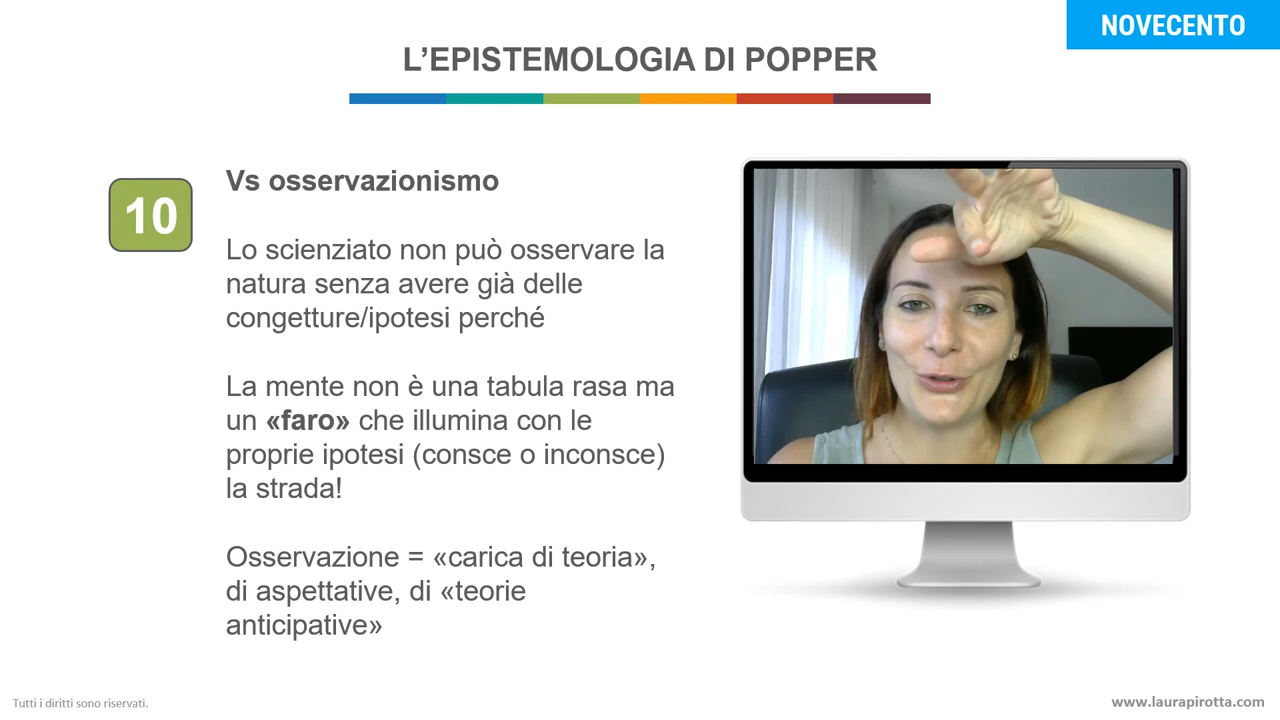 NOVECENTO
L’EPISTEMOLOGIA DI POPPER
10
Vs osservazionismo
Lo scienziato non può osservare la
natura senza avere già delle
congetture/ipotesi perché
La mente non è una tabula rasa ma
un «faro» che illumina con le
proprie ipotesi (consce o inconsce)
la strada!
Osservazione = «carica di teoria»,
di aspettative, di «teorie
anticipative»
Tutti i diritti sono riservati.
www.laurapirotta.com